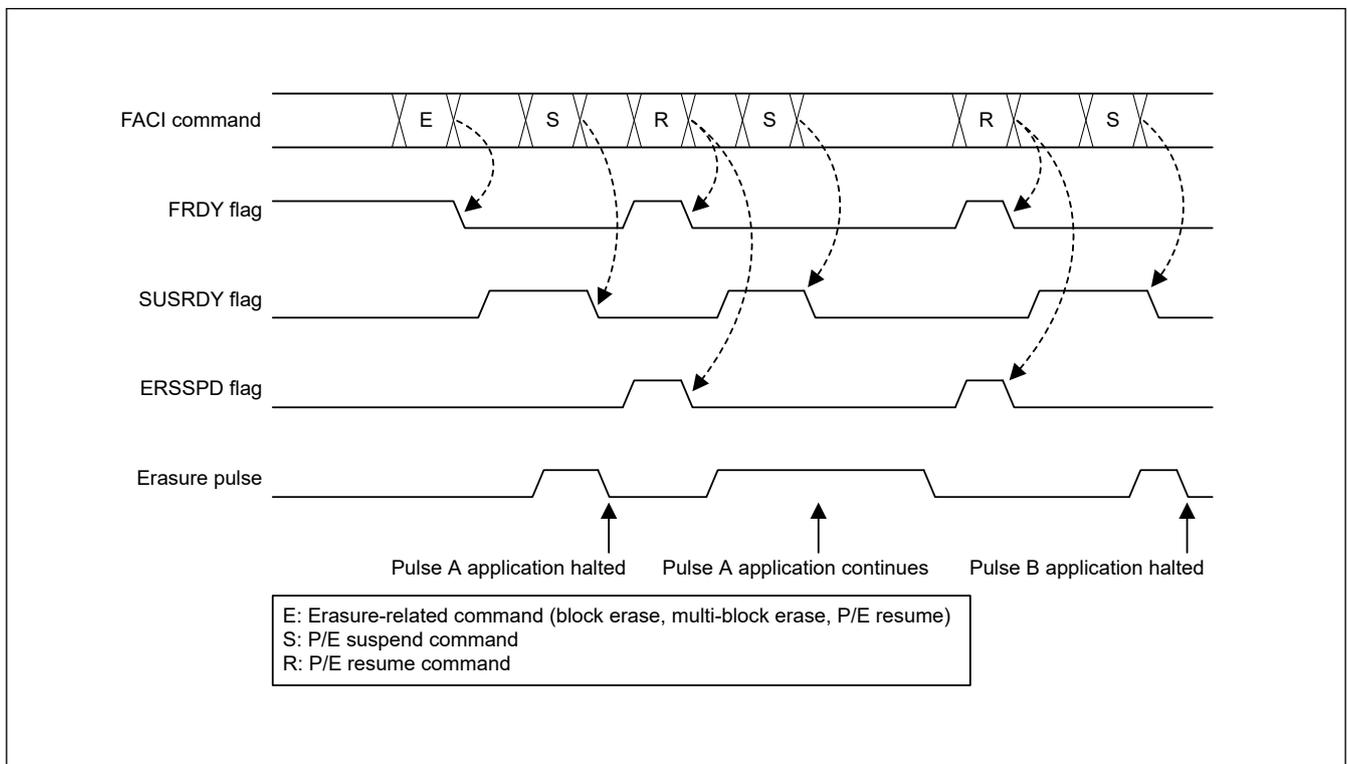 FACI command
E S R S R S
FRDY flag
SUSRDY flag
ERSSPD flag
Erasure pulse
Pulse A application halted Pulse A application continues Pulse B application halted
E: Erasure-related command (block erase, multi-block erase, P/E resume)
S: P/E suspend command
R: P/E resume command